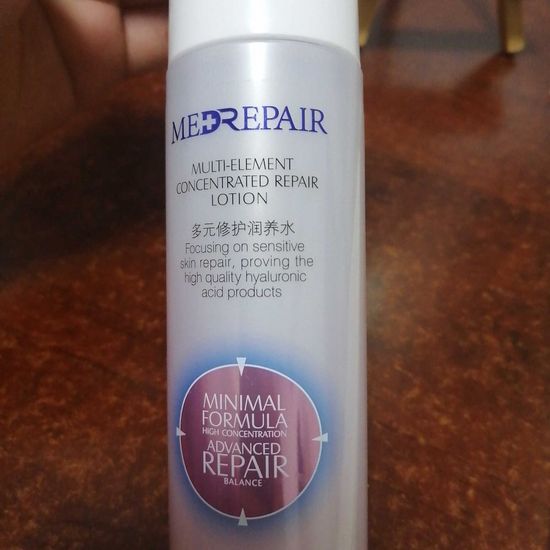 MEDREPAIR
MULTI-ELEMENT
CONCENTRATED REPAIR
LOTION
多元修护润养水
Focusing on sensitive
skin repair, proving the
high quality hyaluronic
acid products
MINIMAL
FORMULA
HIGH CONCENTRATION
ADVANCED
REPAIR
BALANCE